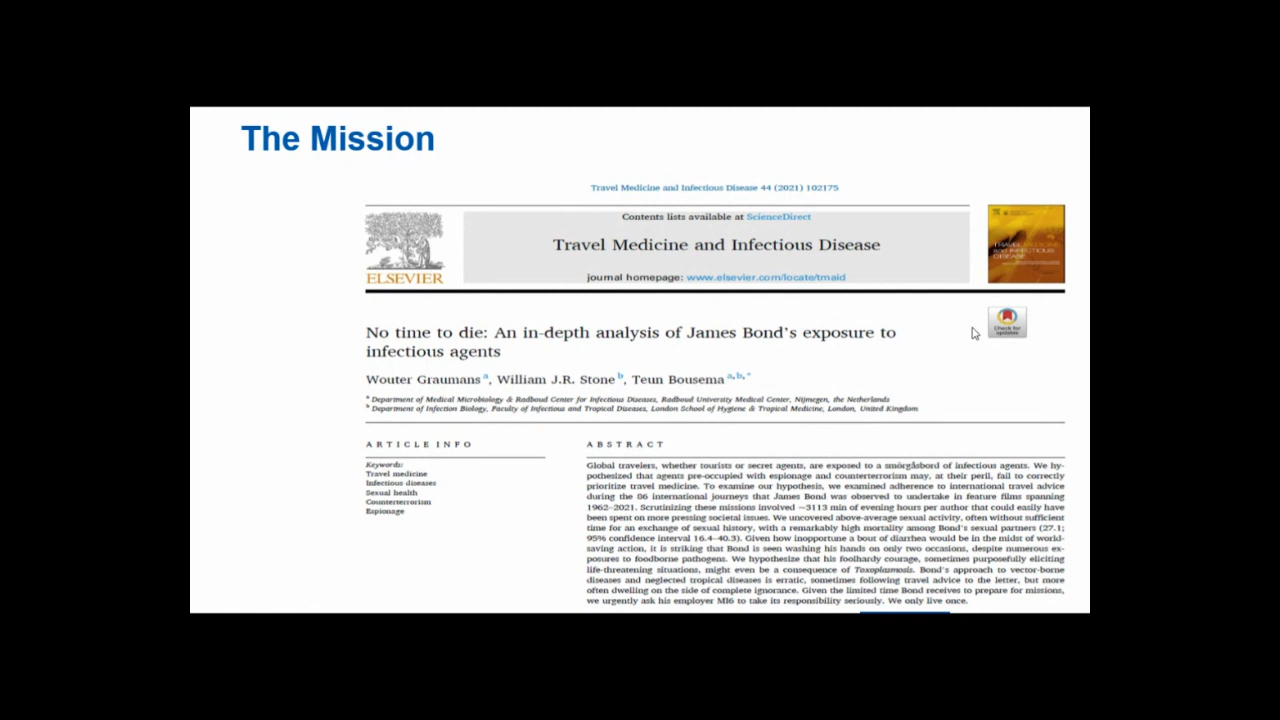 The Mission
Travel Medicine and Infectious Disease 44 (2021) 102175
Contents lists available at ScienceDirect
Travel Medicine and Infectious Disease
journal homepage: www.elsevier.com/locate/tmaid
ELSEVIER
TRAVEL MEDICINE
and INFECTIOUS
DISEASE
Check for
updates
No time to die: An in-depth analysis of James Bond's exposure to
infectious agents
Wouter Graumans a, William J.R. Stone b, Teun Bousema a,b,*
a Department of Medical Microbiology & Radboud Center for Infectious Diseases, Radboud University Medical Center, Nijmegen, the Netherlands
b Department of Infection Biology, Faculty of Infectious and Tropical Diseases, London School of Hygiene & Tropical Medicine, London, United Kingdom
ARTICLE INFO
Keywords:
Travel medicine
Infectious diseases
Sexual health
Counterterrorism
Espionage
ABSTRACT
Global travelers, whether tourists or secret agents, are exposed to a smörgåsbord of infectious agents. We hy-
pothesized that agents pre-occupied with espionage and counterterrorism may, at their peril, fail to correctly
prioritize travel medicine. To examine our hypothesis, we examined adherence to international travel advice
during the 86 international journeys that James Bond was observed to undertake in feature films spanning
1962–2021. Scrutinizing these missions involved ~3113 min of evening hours per author that could easily have
been spent on more pressing societal issues. We uncovered above-average sexual activity, often without sufficient
time for an exchange of sexual history, with a remarkably high mortality among Bond's sexual partners (27.1;
95% confidence interval 16.4–40.3). Given how inopportune a bout of diarrhea would be in the midst of world-
saving action, it is striking that Bond is seen washing his hands on only two occasions, despite numerous ex-
posures to foodborne pathogens. We hypothesize that his foolhardy courage, sometimes purposefully eliciting
life-threatening situations, might even be a consequence of Toxoplasmosis. Bond's approach to vector-borne
diseases and neglected tropical diseases is erratic, sometimes following travel advice to the letter, but more
often dwelling on the side of complete ignorance. Given the limited time Bond receives to prepare for missions,
we urgently ask his employer MI6 to take its responsibility seriously. We only live once.